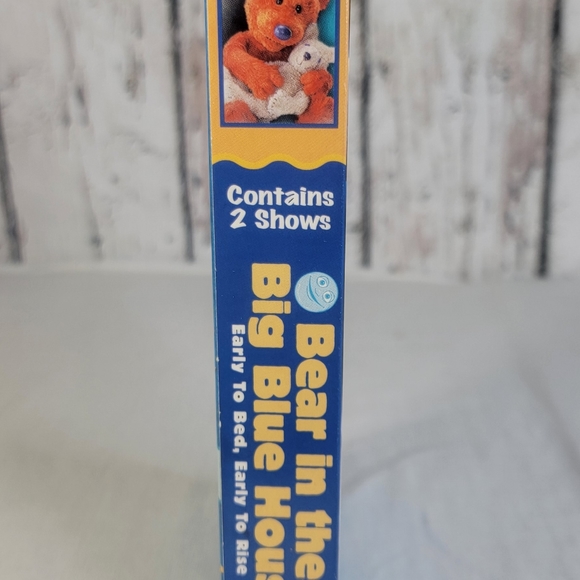 Contains
2 Shows
Bear in the
Big Blue Hous
Early To Bed, Early To Rise